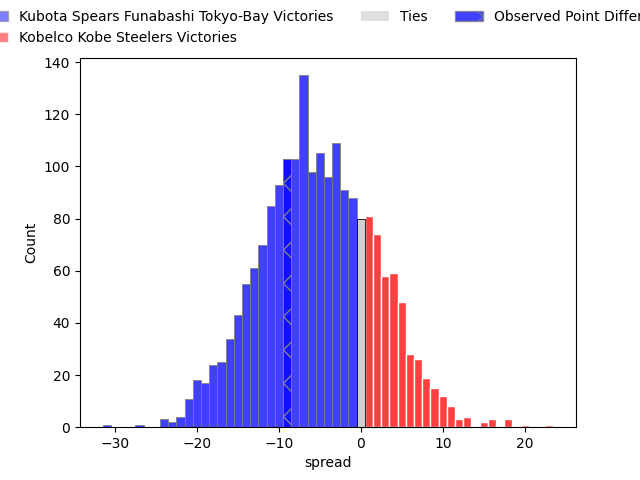 Kubota Spears Funabashi Tokyo-Bay Victories
Kobelco Kobe Steelers Victories
Ties
Observed Point
140
120
100
80
60
40
20
0
Count
−30
−20
−10
0
10
20
spread